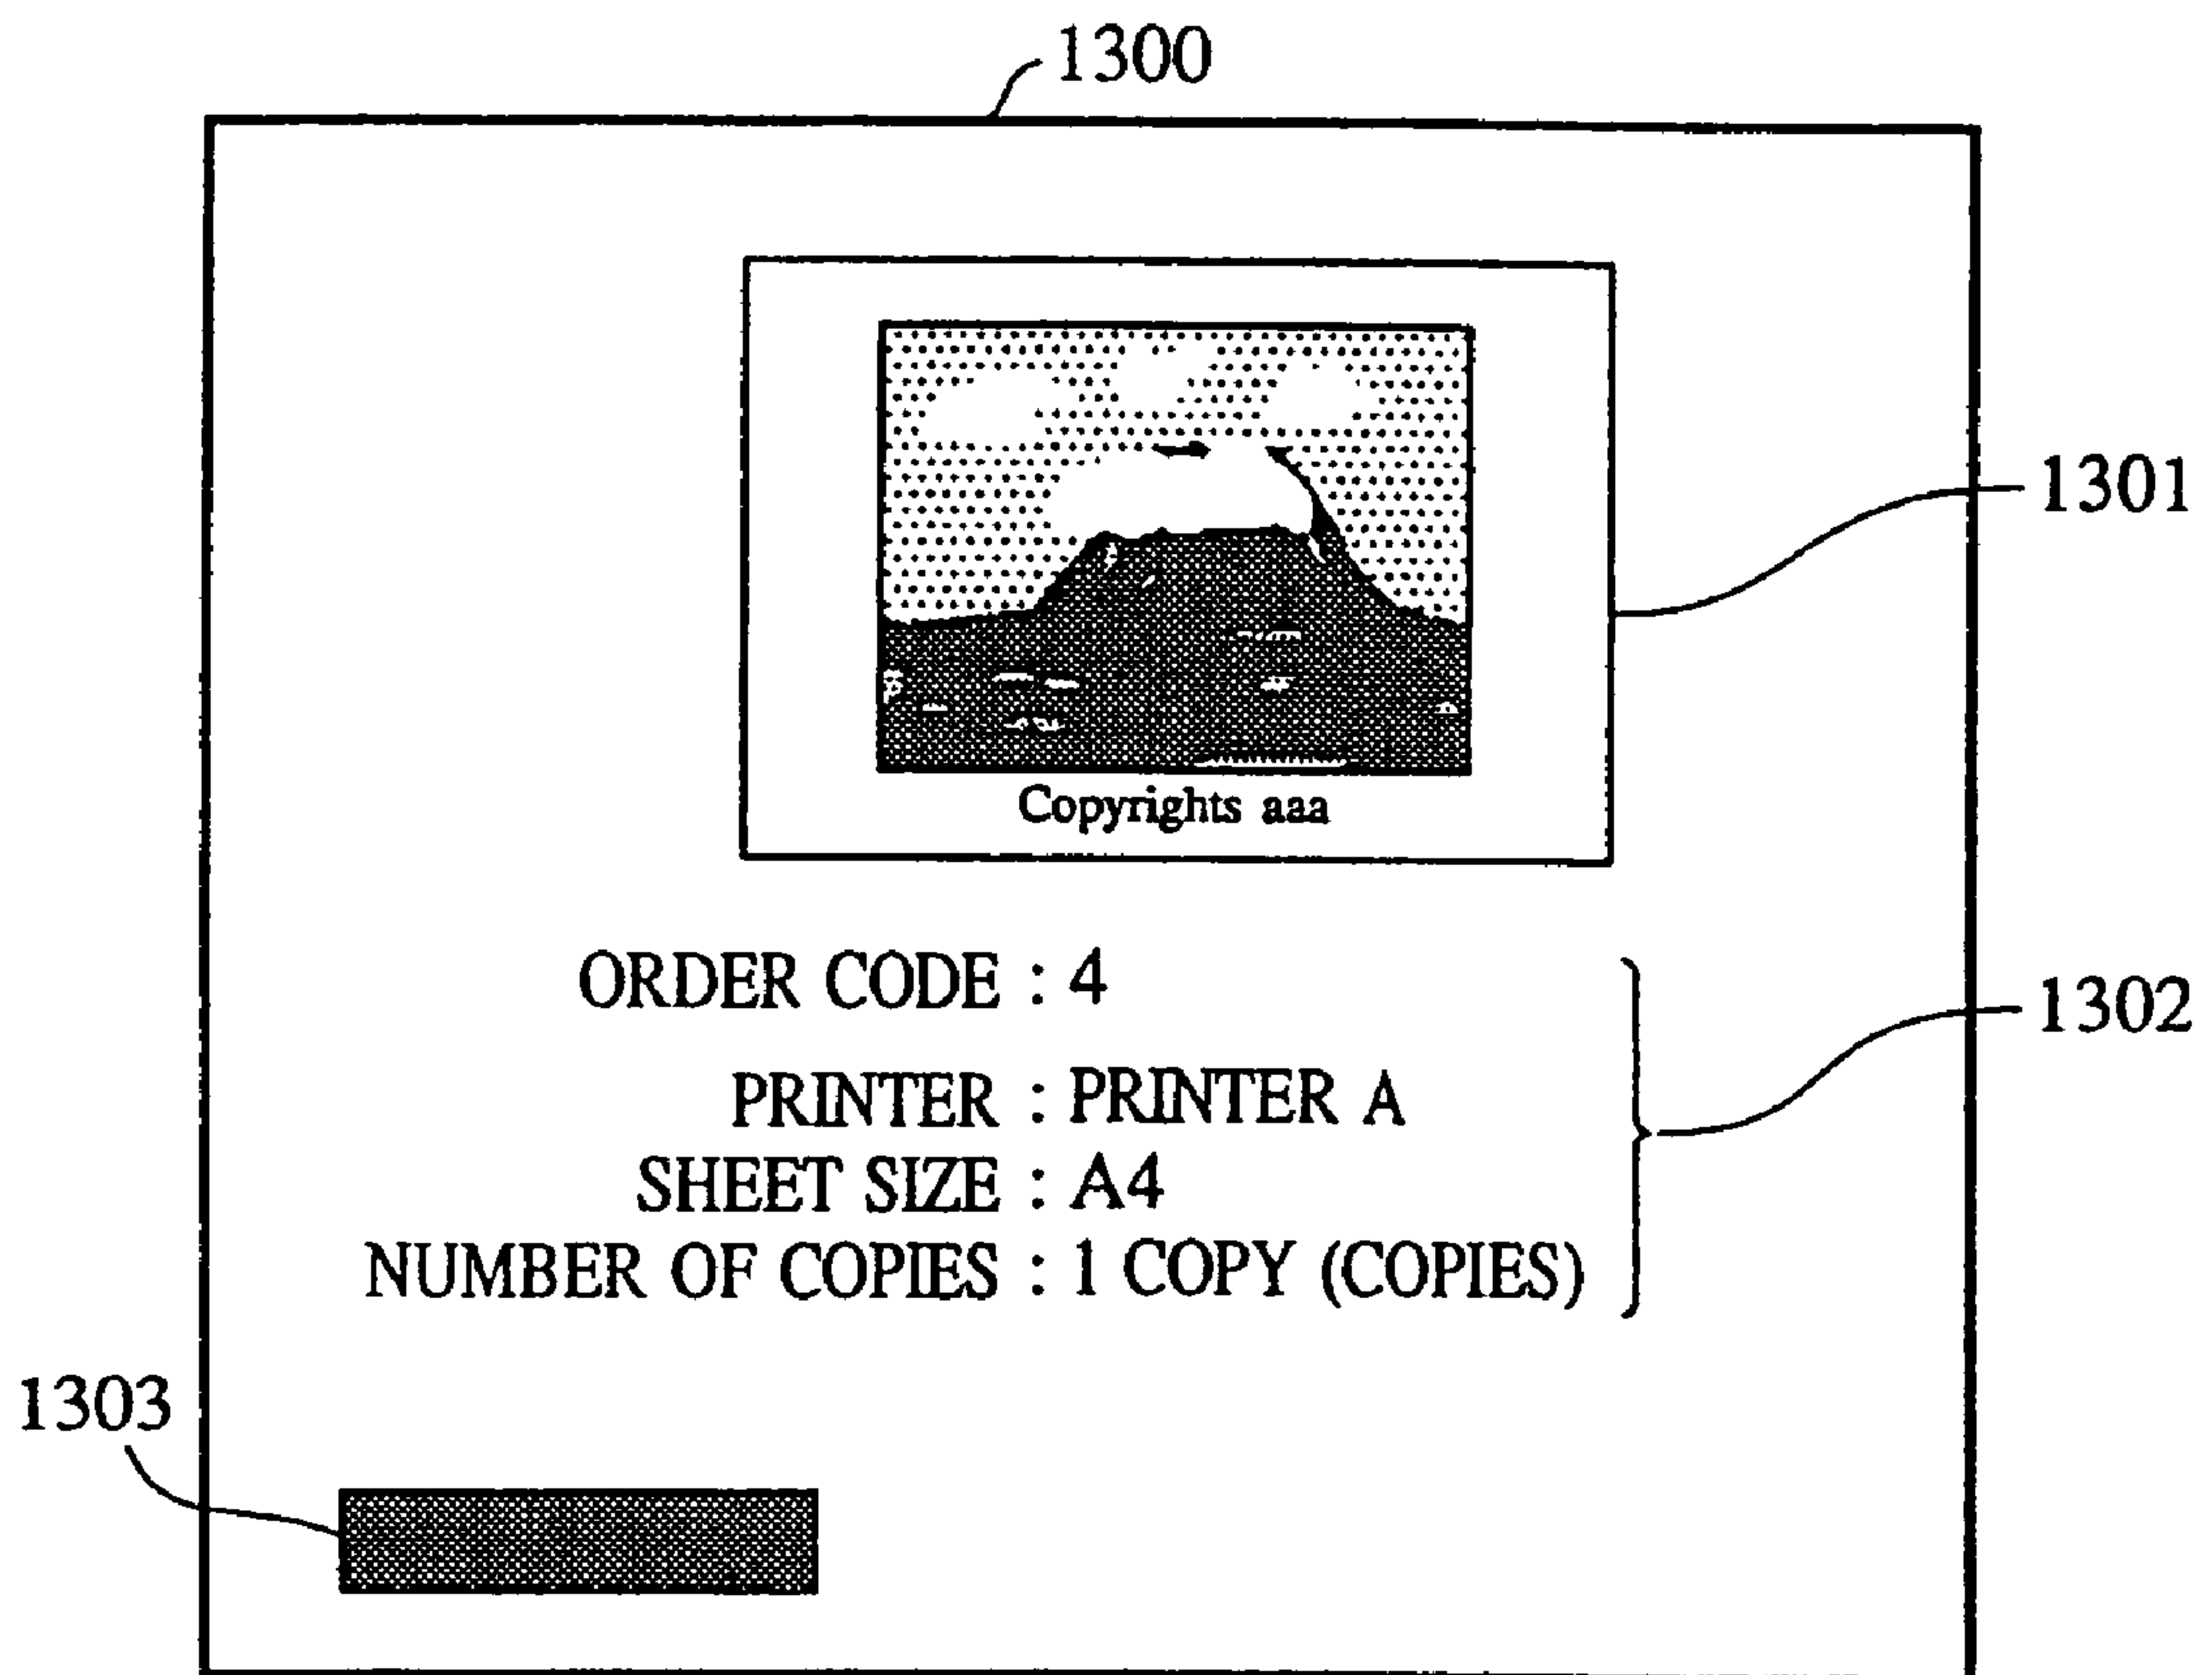 1300
1301
Copyrights aaa
ORDER CODE : 4
1302
PRINTER : PRINTER A
SHEET SIZE : A4
NUMBER OF COPIES : 1 COPY (COPIES)
1303